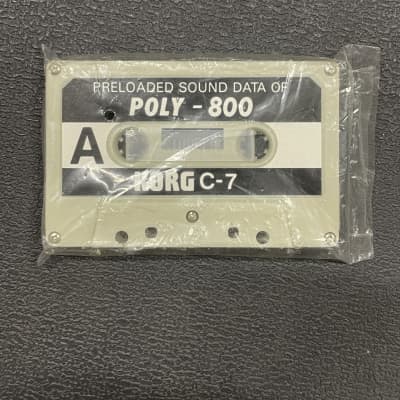 PRELOADED SOUND DATA OF
POLY - 800
A
KORG C-7